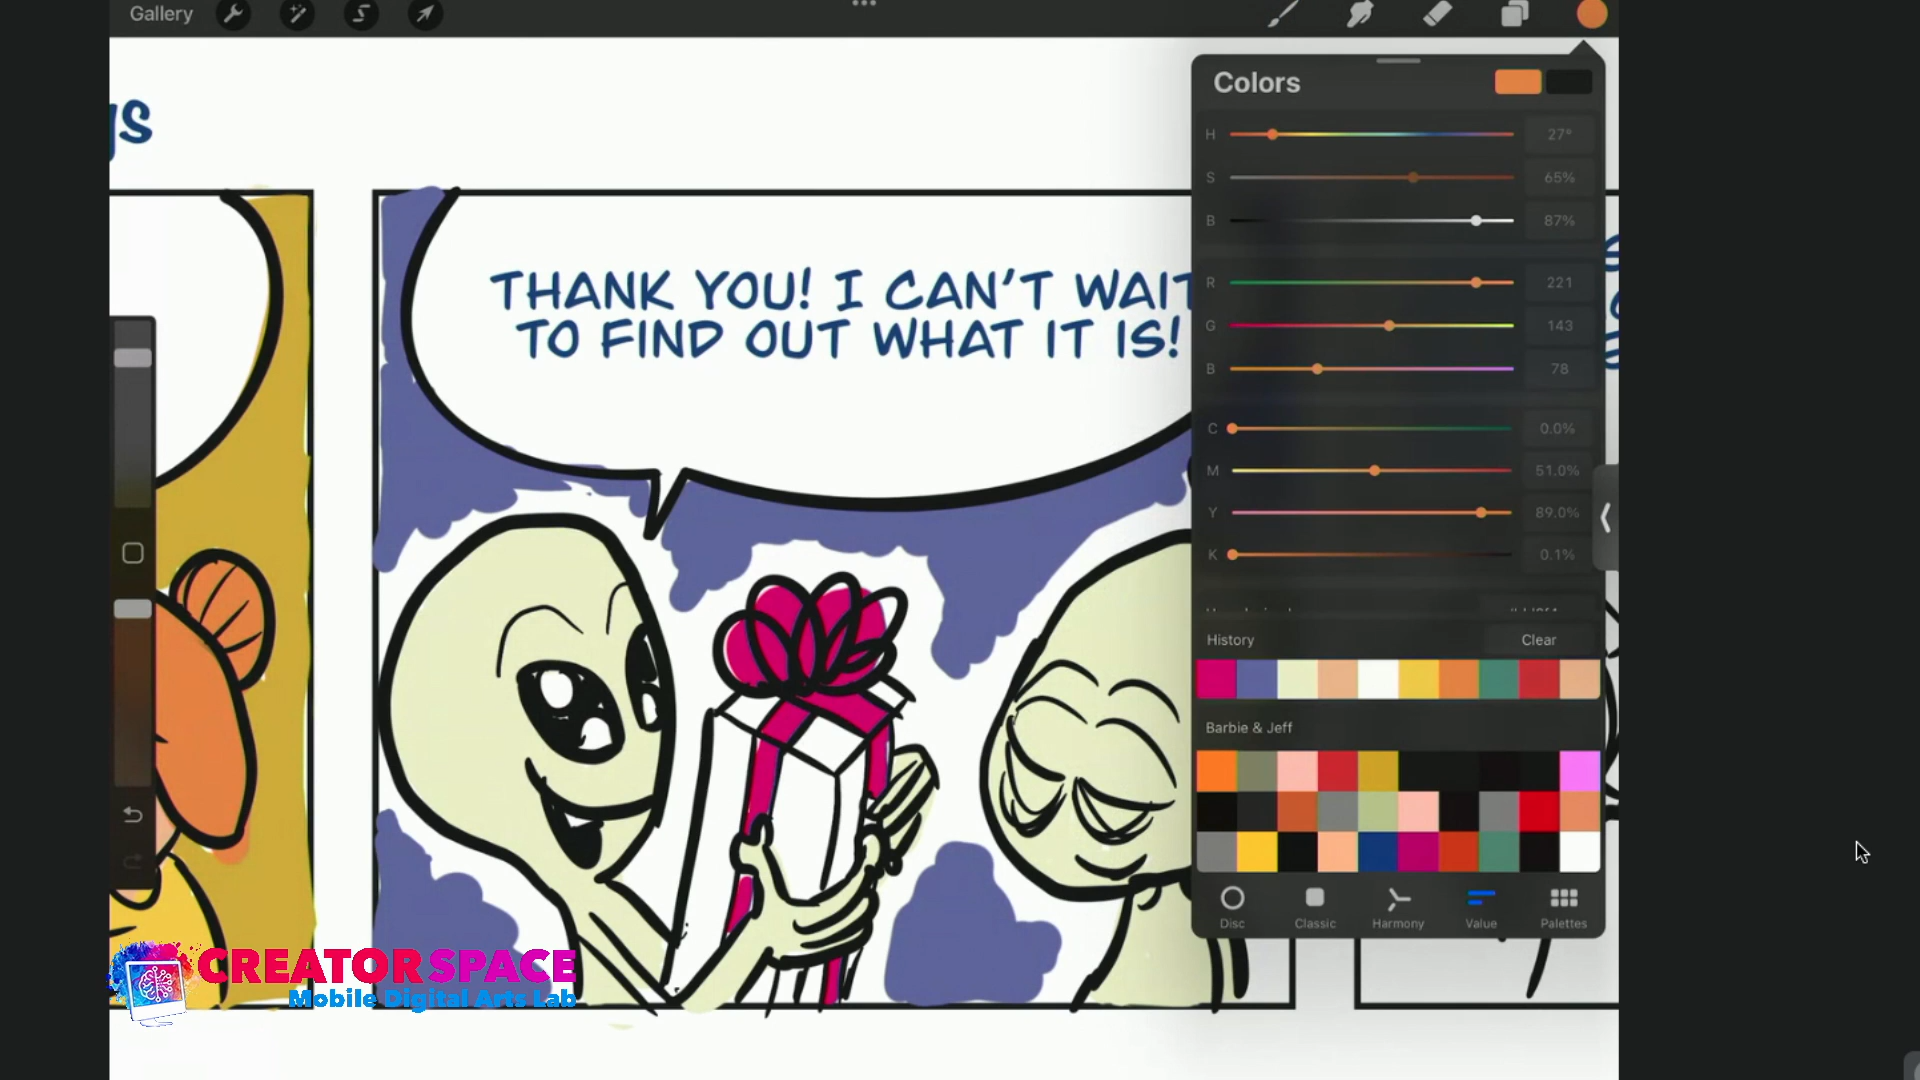 Gallery
gs
THANK YOU! I CAN'T WAIT
TO FIND OUT WHAT IT IS!
Colors
H 27°
S 65%
B 87%
R 221
G 143
B 78
C 0.0%
M 51.0%
Y 89.0%
K 0.1%
History Clear
Barbie & Jeff
Disc Classic Harmony Value Palettes
CREATORSPACE
Mobile Digital Arts Lab